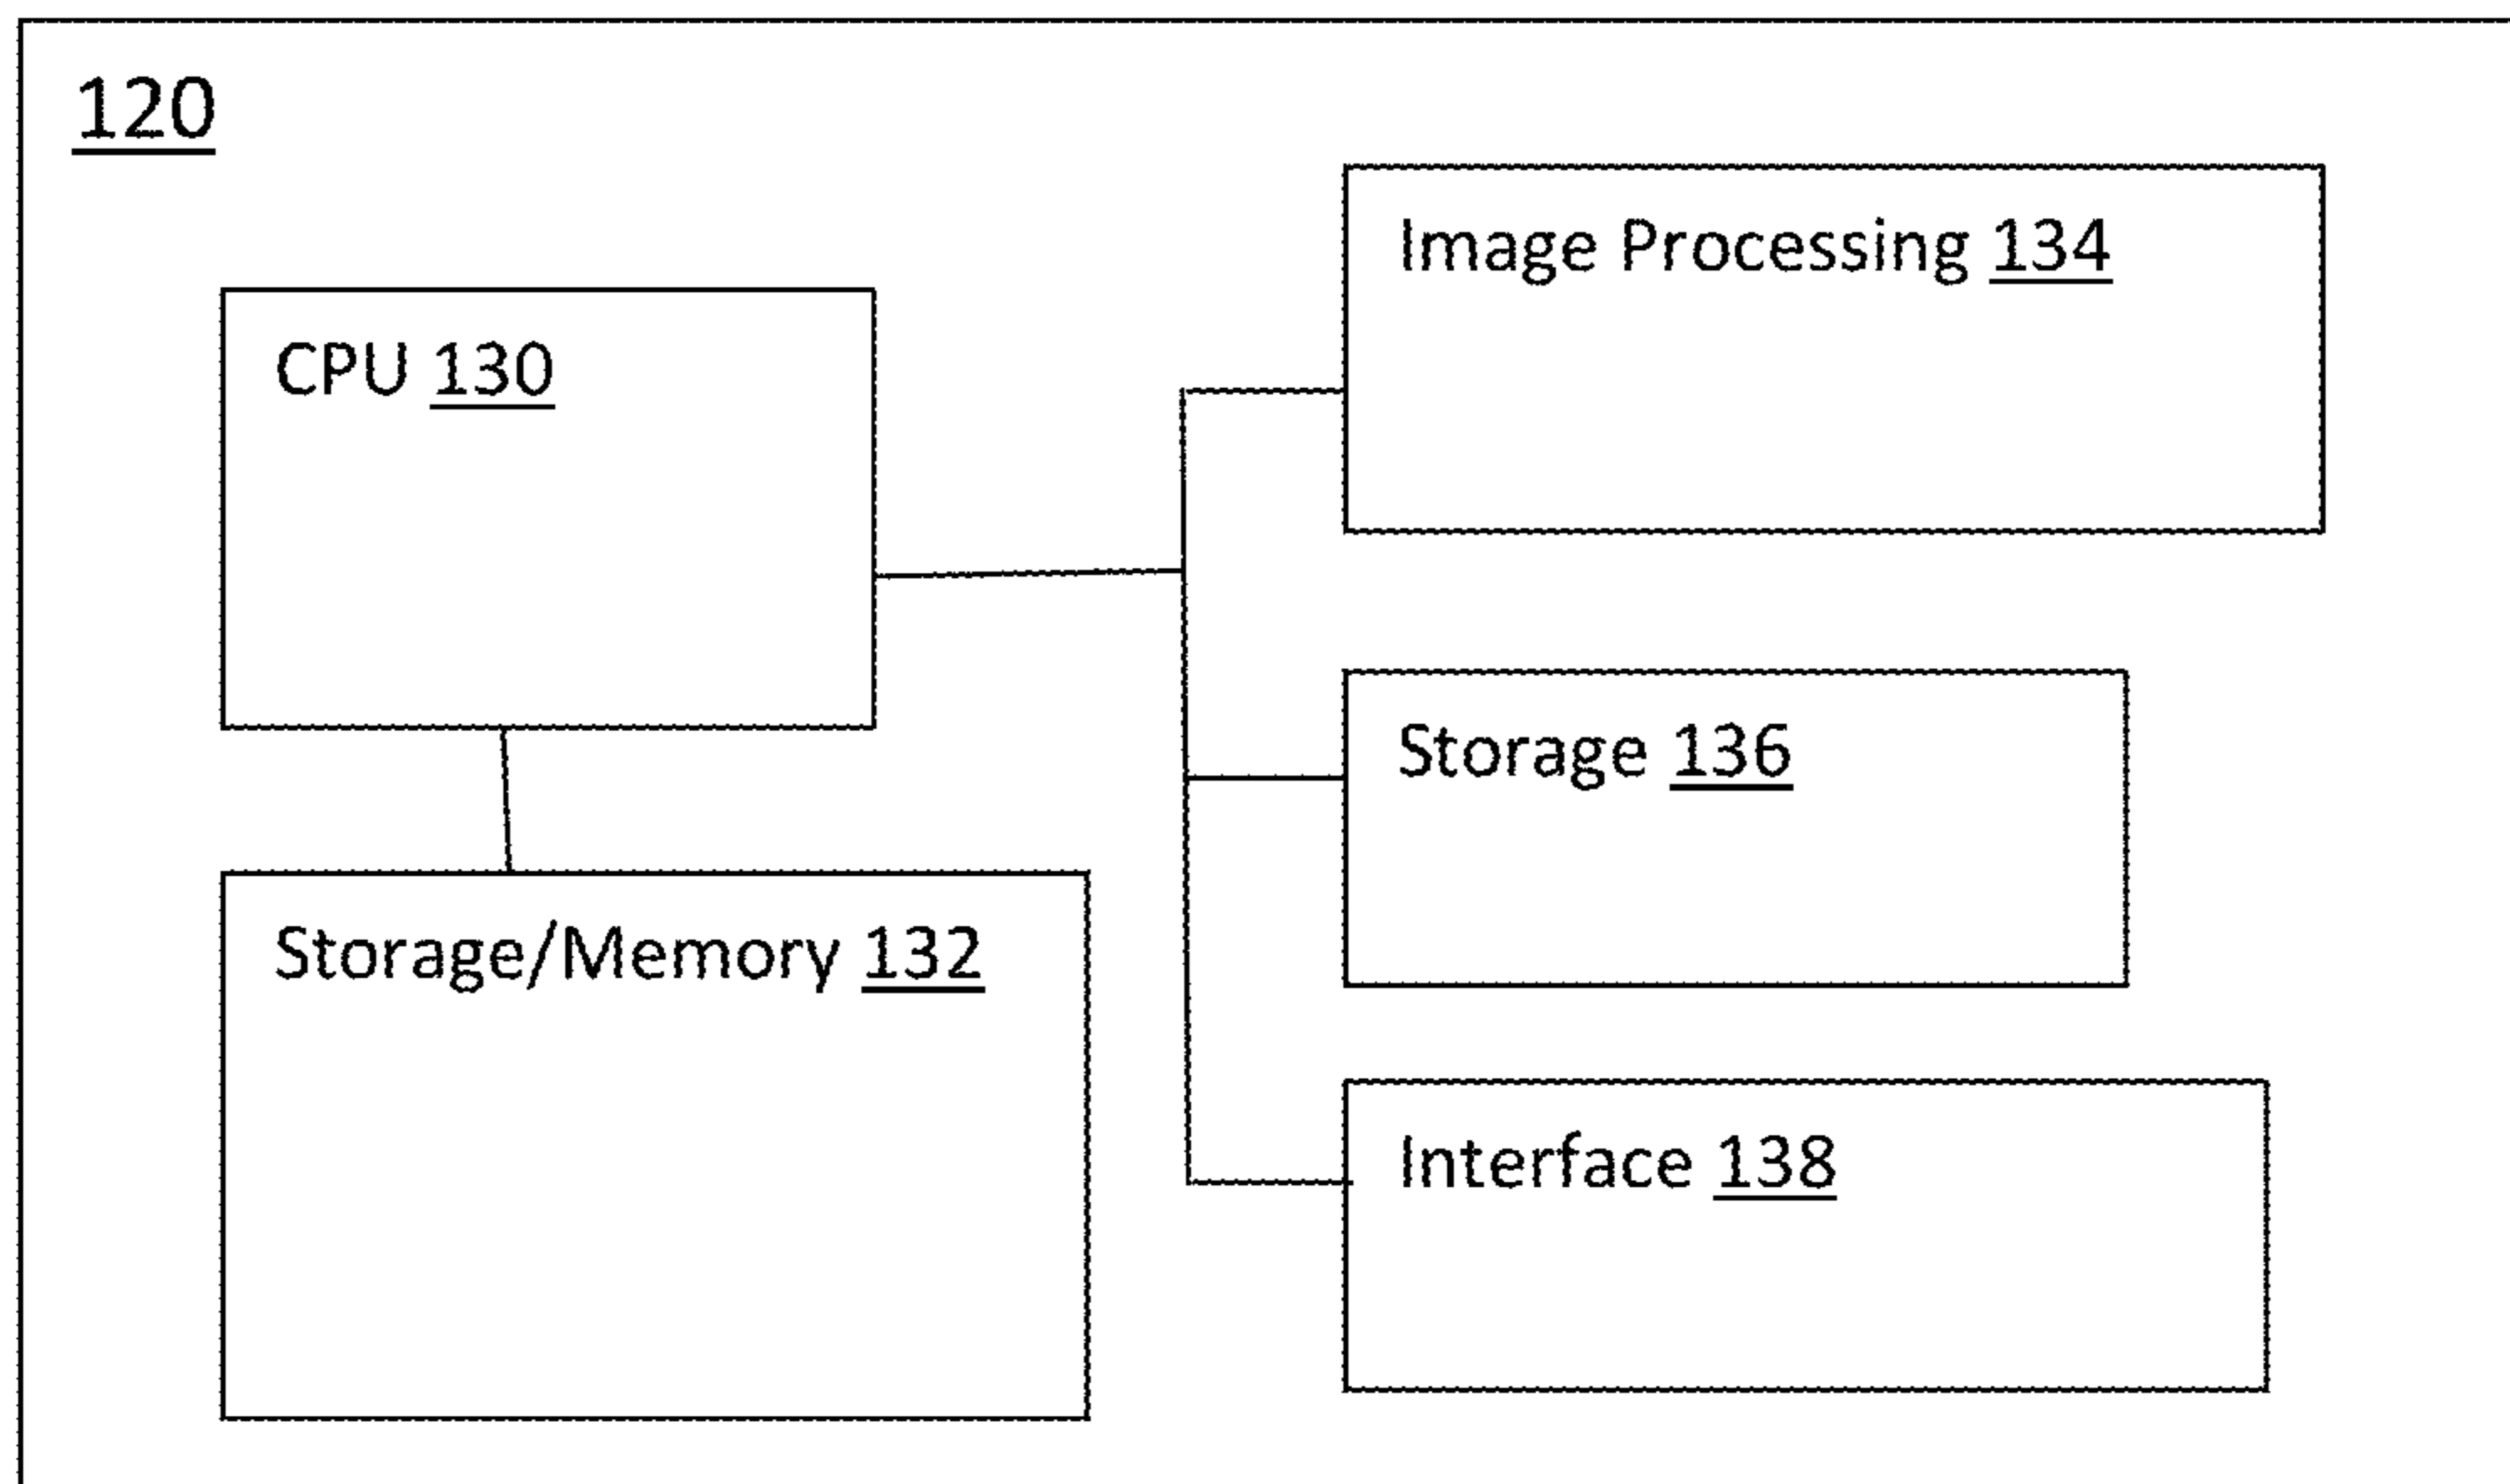 120
Image Processing 134
CPU 130
Storage 136
Storage/Memory 132
Interface 138